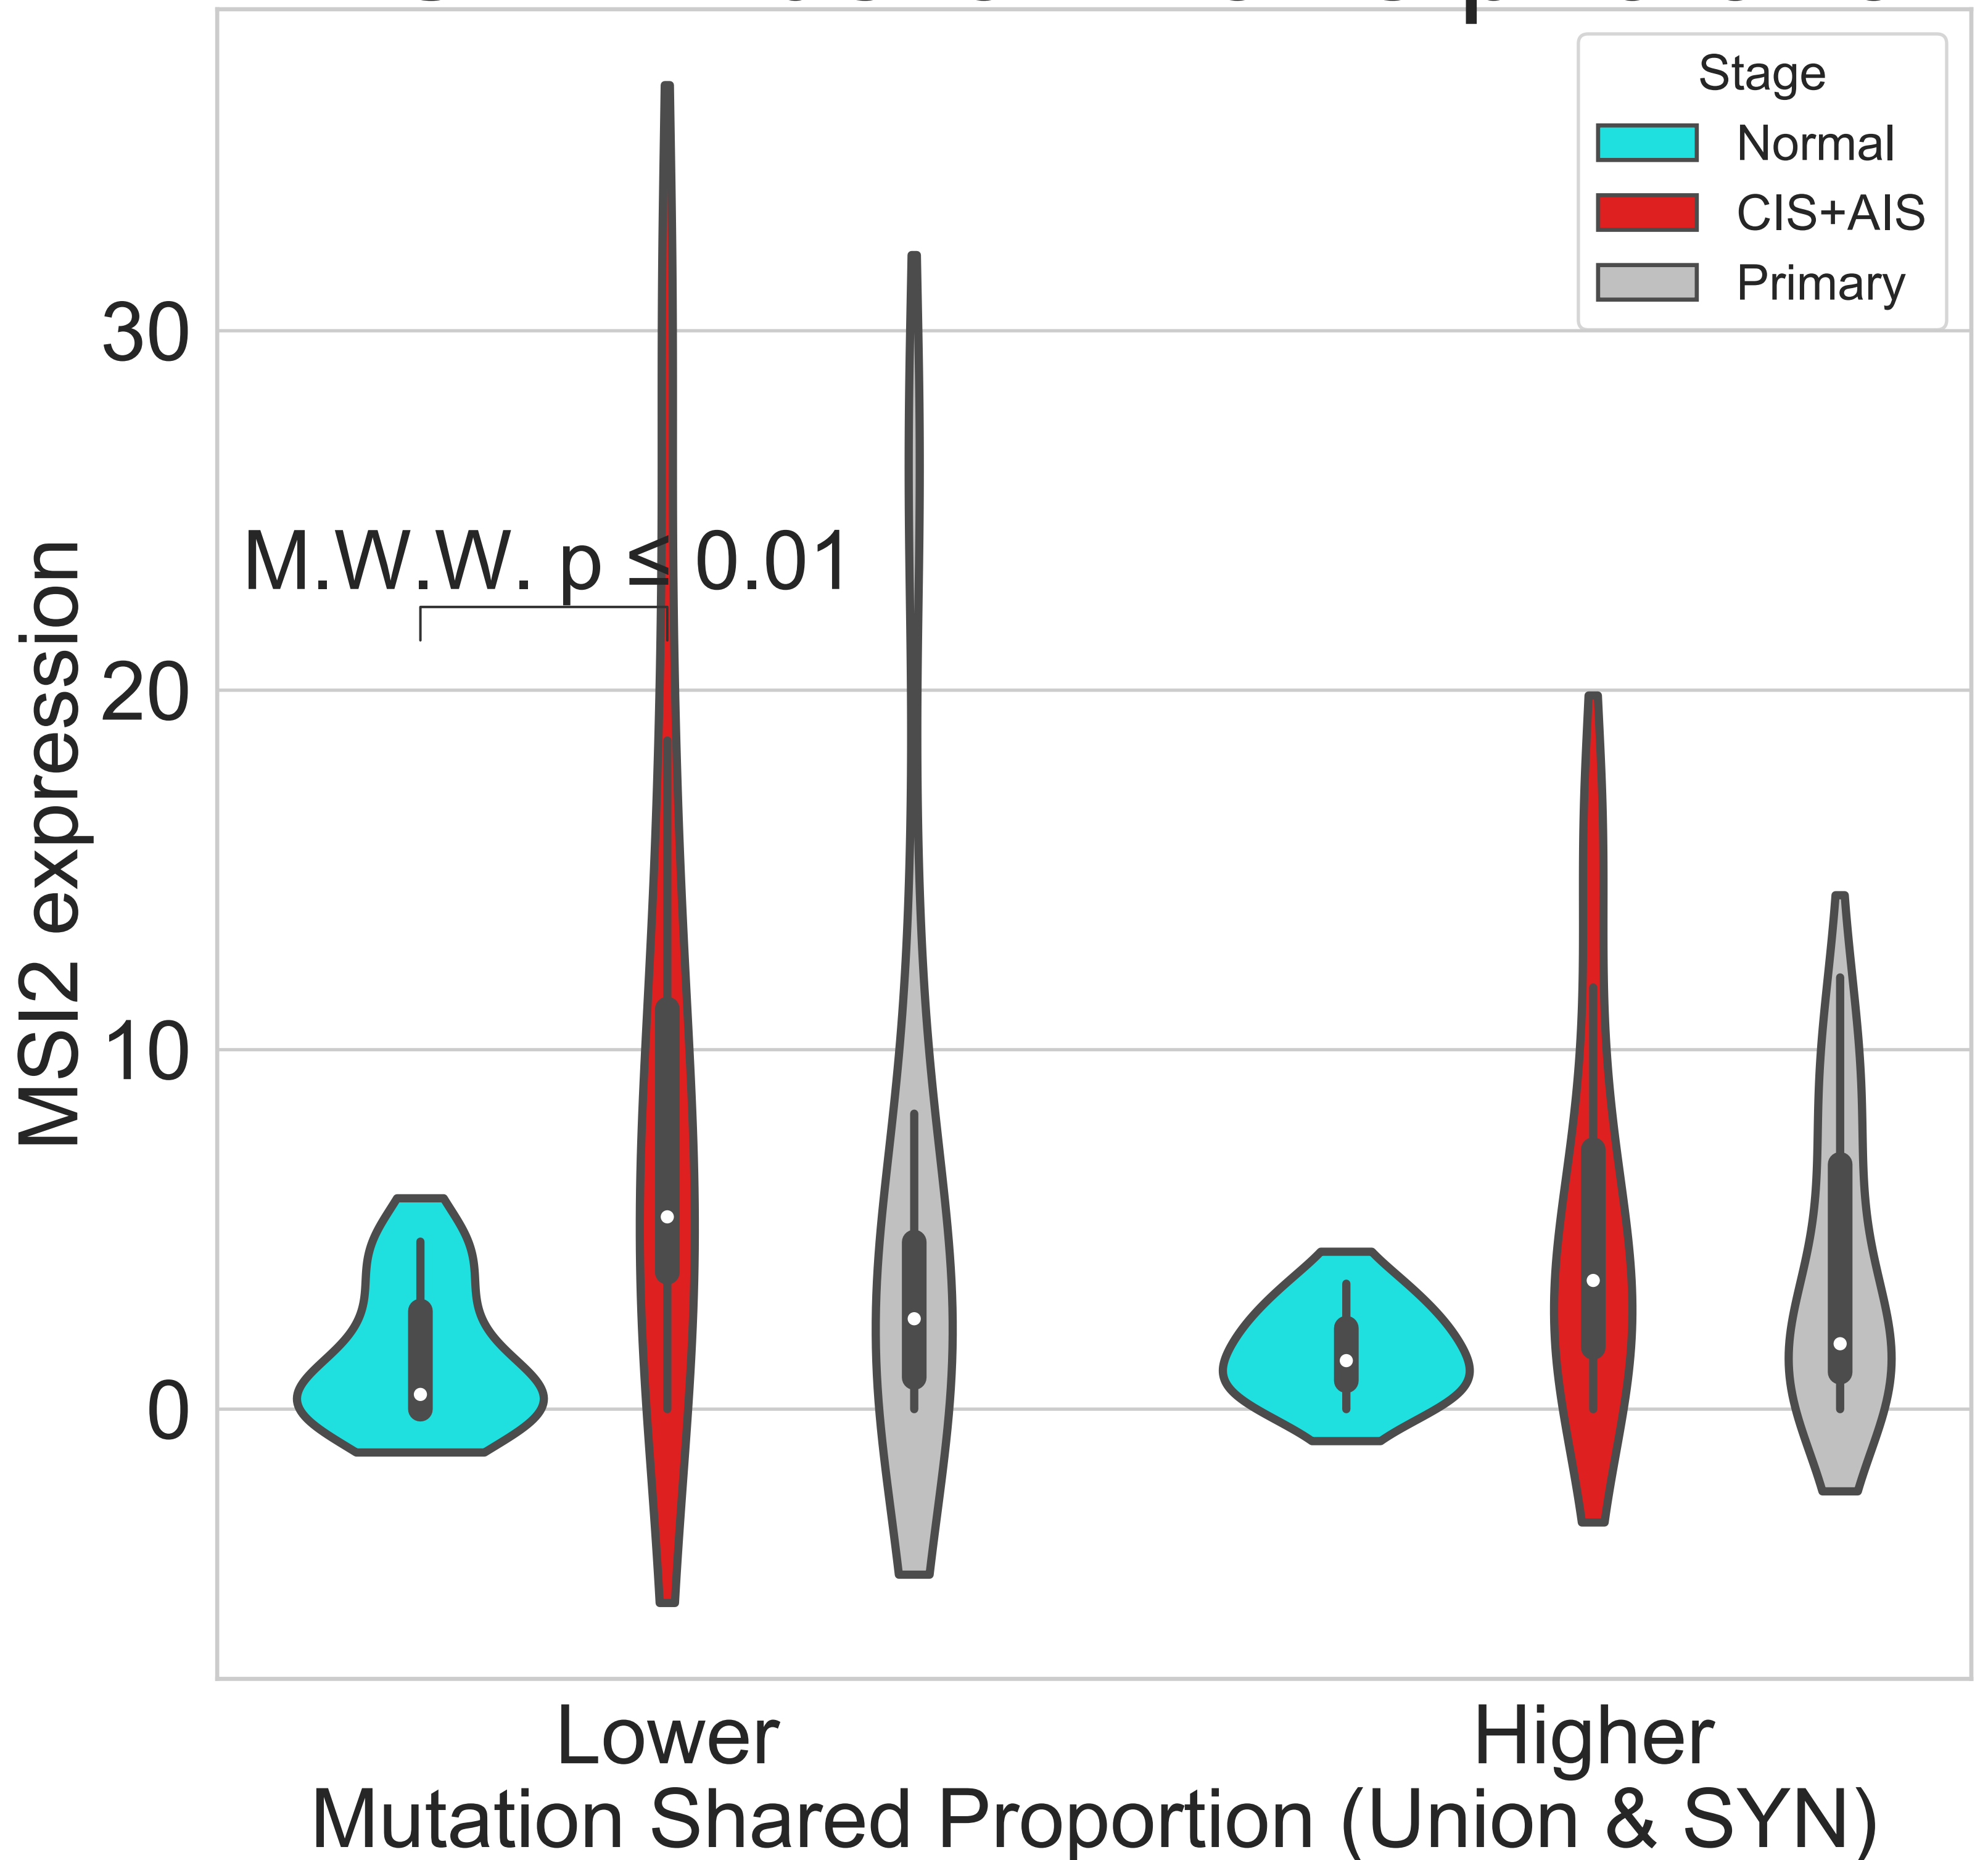 Stage
Normal
CIS+AIS
Primary
30
20
10
0
MSI2 expression
M.W.W. p ≤ 0.01
Lower
Higher
Mutation Shared Proportion (Union & SYN)